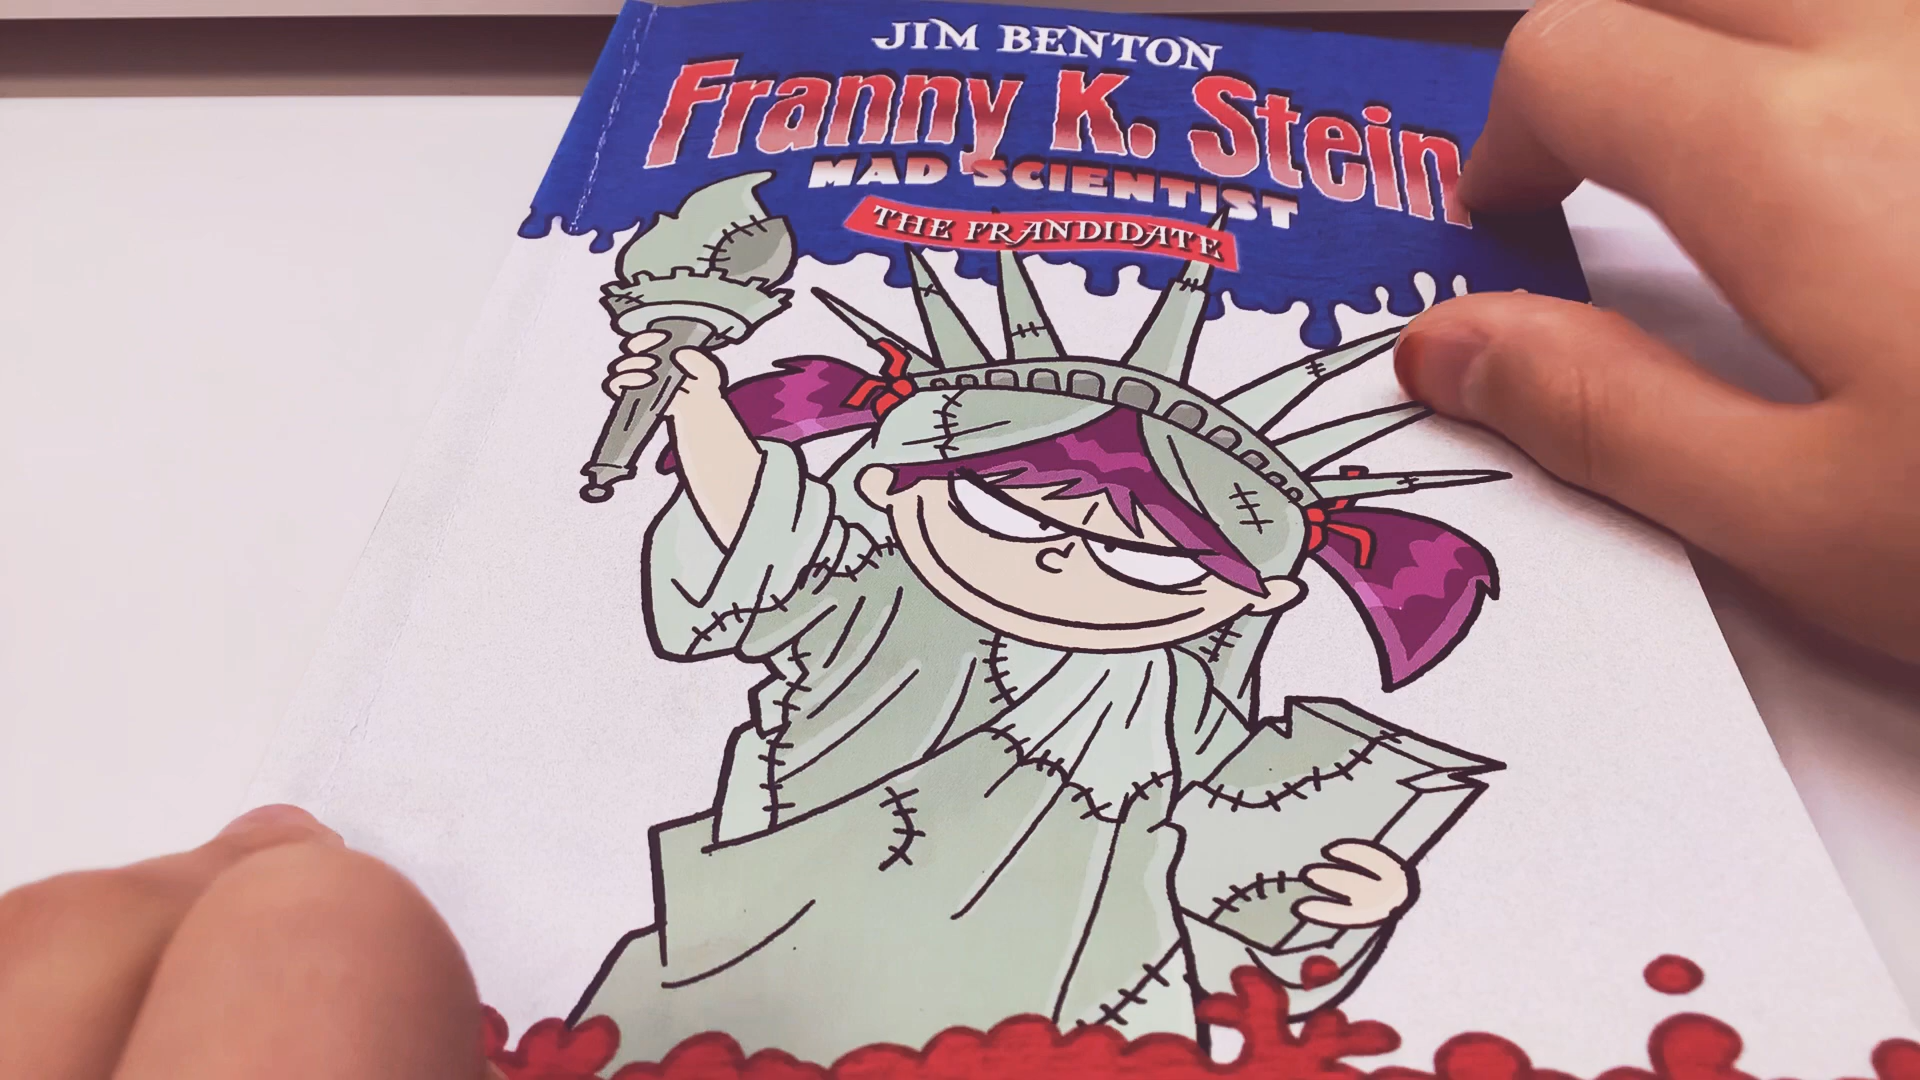 JIM BENTON
Franny K. Stein
MAD SCIENTIST
THE FRANDIDATE